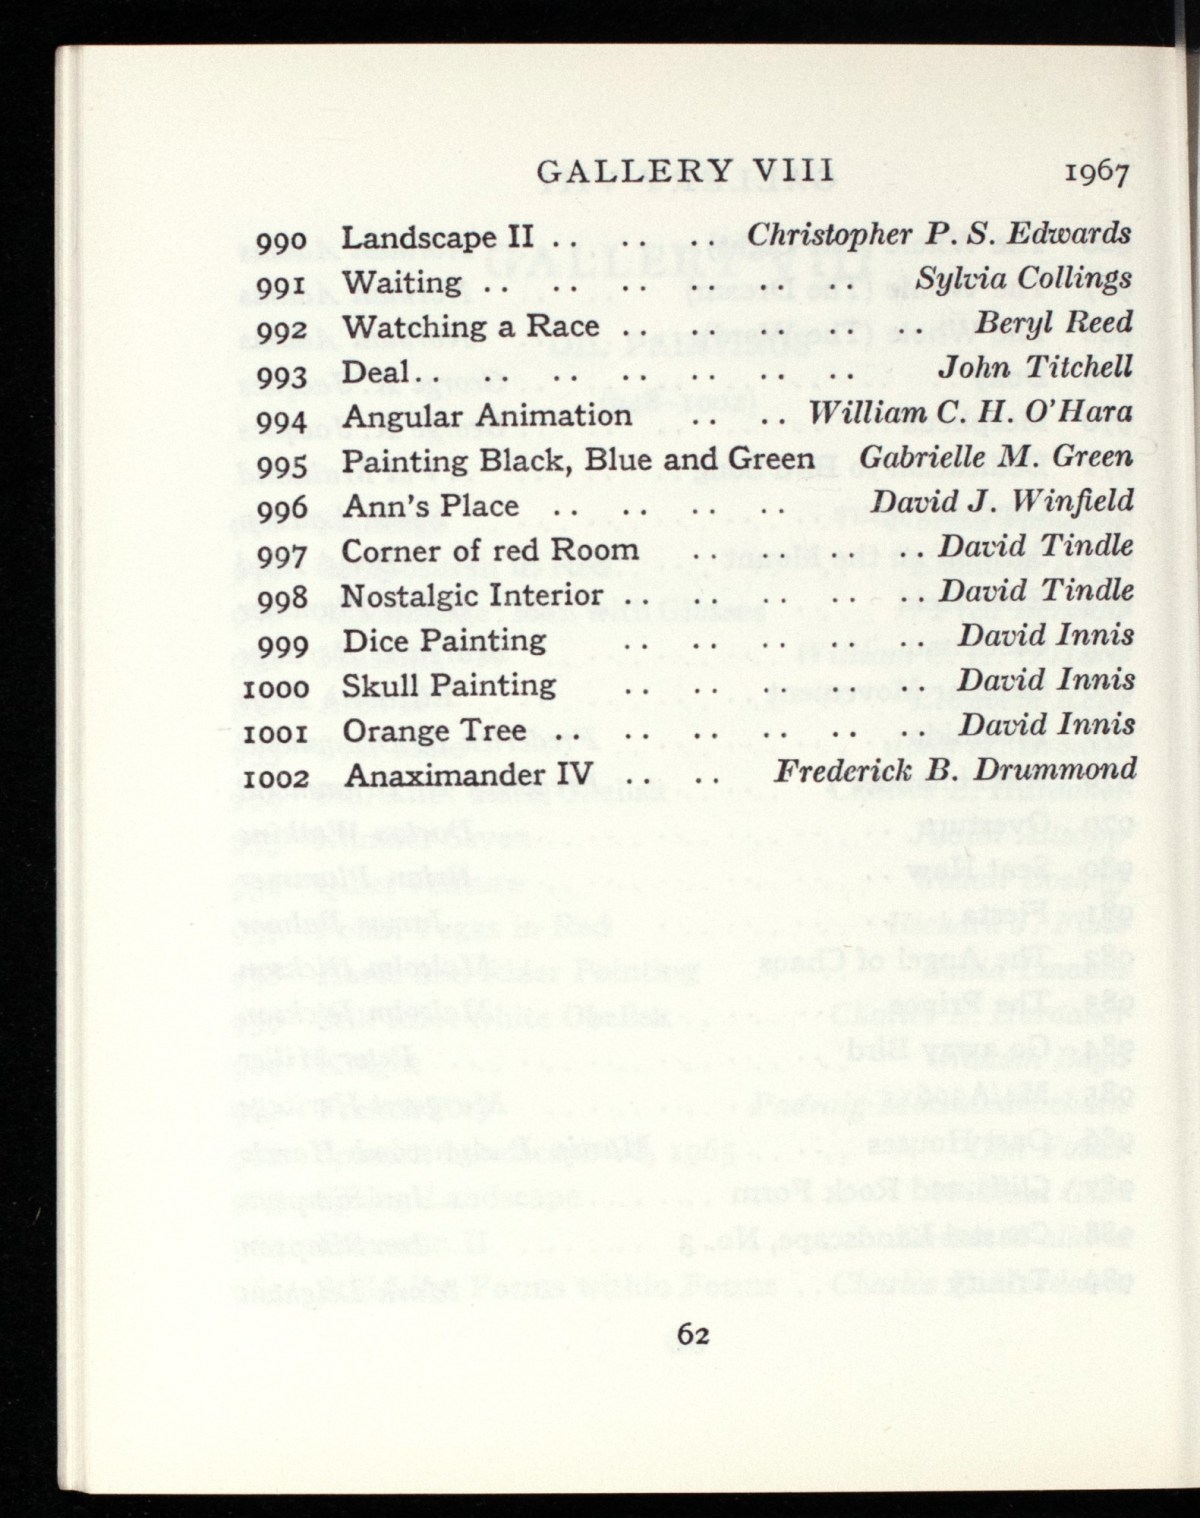 GALLERY VIII 1967
990 Landscape II .. .. .. Christopher P. S. Edwards
991 Waiting .. .. .. .. .. .. Sylvia Collings
992 Watching a Race .. .. .. .. .. Beryl Reed
993 Deal .. .. .. .. .. .. .. John Titchell
994 Angular Animation .. .. William C. H. O'Hara
995 Painting Black, Blue and Green Gabrielle M. Green
996 Ann's Place .. .. .. .. David J. Winfield
997 Corner of red Room .. .. .. .. David Tindle
998 Nostalgic Interior .. .. .. .. .. David Tindle
999 Dice Painting .. .. .. .. .. David Innis
1000 Skull Painting .. .. .. .. .. David Innis
1001 Orange Tree .. .. .. .. .. .. David Innis
1002 Anaximander IV .. .. Frederick B. Drummond
62